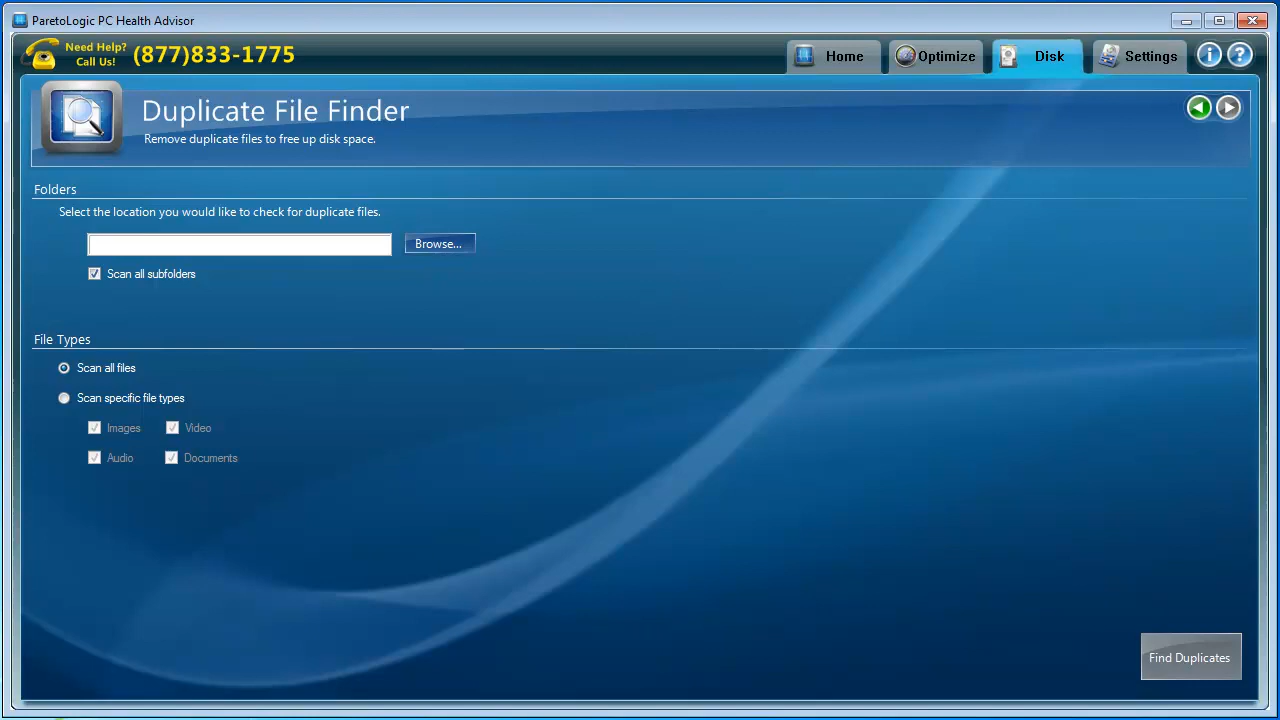 ParetoLogic PC Health Advisor
Need Help?
Call Us!
(877)833-1775
Home
Optimize
Disk
Settings
Duplicate File Finder
Remove duplicate files to free up disk space.
Folders
Select the location you would like to check for duplicate files.
Browse...
Scan all subfolders
File Types
Scan all files
Scan specific file types
Images Video
Audio Documents
Find Duplicates